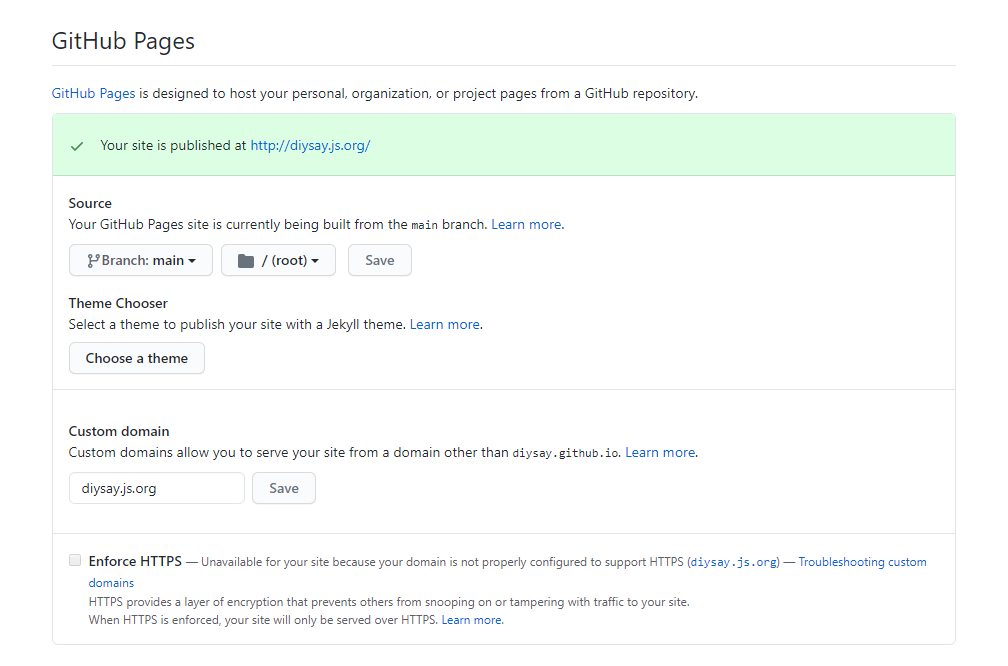 GitHub Pages
GitHub Pages is designed to host your personal, organization, or project pages from a GitHub repository.
Your site is published at http://diysay.js.org/
Source
Your GitHub Pages site is currently being built from the main branch. Learn more.
Branch: main
/ (root)
Save
Theme Chooser
Select a theme to publish your site with a Jekyll theme. Learn more.
Choose a theme
Custom domain
Custom domains allow you to serve your site from a domain other than diysay.github.io. Learn more.
diysay.js.org
Save
Enforce HTTPS — Unavailable for your site because your domain is not properly configured to support HTTPS (diysay.js.org) — Troubleshooting custom
domains
HTTPS provides a layer of encryption that prevents others from snooping on or tampering with traffic to your site.
When HTTPS is enforced, your site will only be served over HTTPS. Learn more.